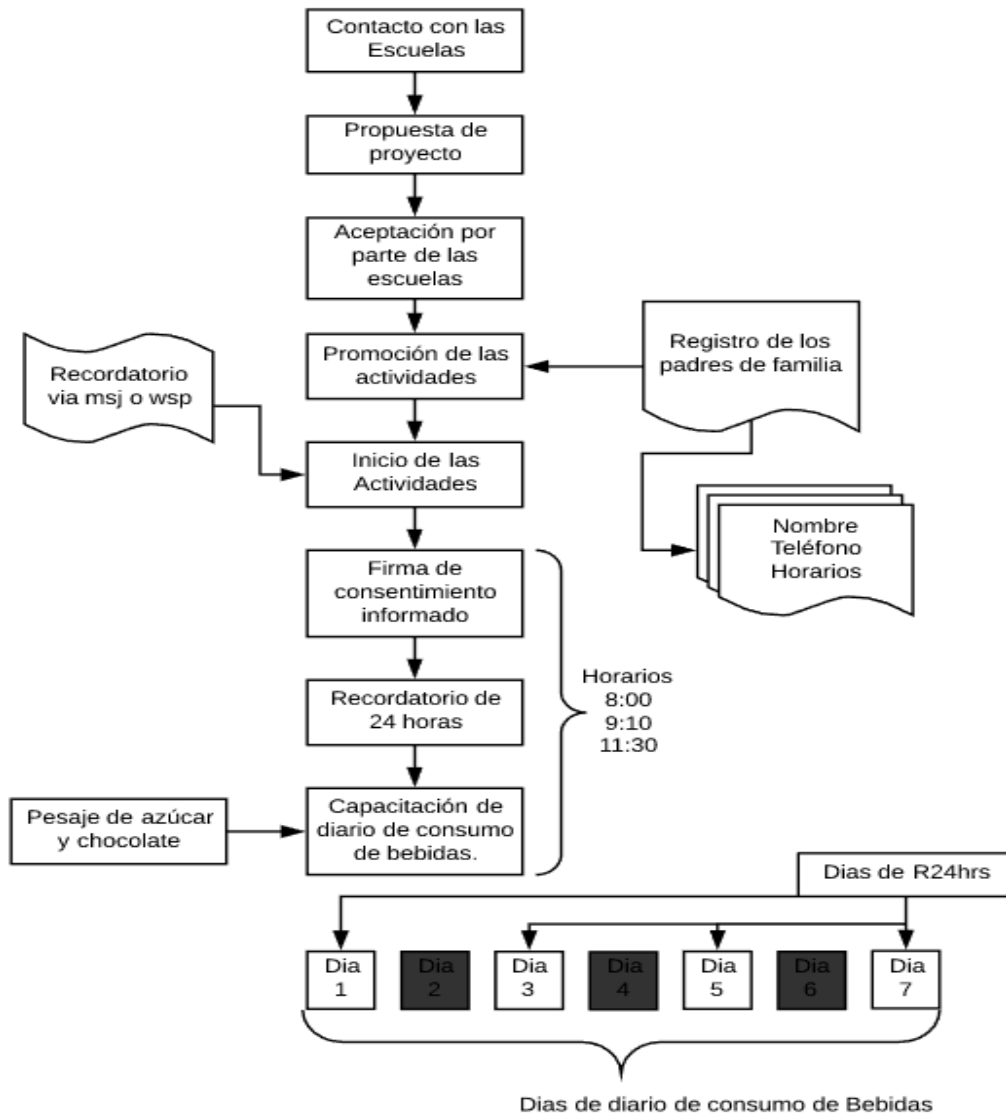 Contacto con las
Escuelas
Propuesta de
proyecto
Aceptación por
parte de las
escuelas
Promoción de las
actividades
Registro de los
padres de familia
Recordatorio
via msj o wsp
Inicio de las
Actividades
Nombre
Teléfono
Horarios
Firma de
consentimiento
informado
Recordatorio de
24 horas
Horarios
8:00
9:10
11:30
Pesaje de azúcar
y chocolate
Capacitación de
diario de consumo
de bebidas.
Dias de R24hrs
Dia
1
Dia
2
Dia
3
Dia
4
Dia
5
Dia
6
Dia
7
Dias de diario de consumo de Bebidas